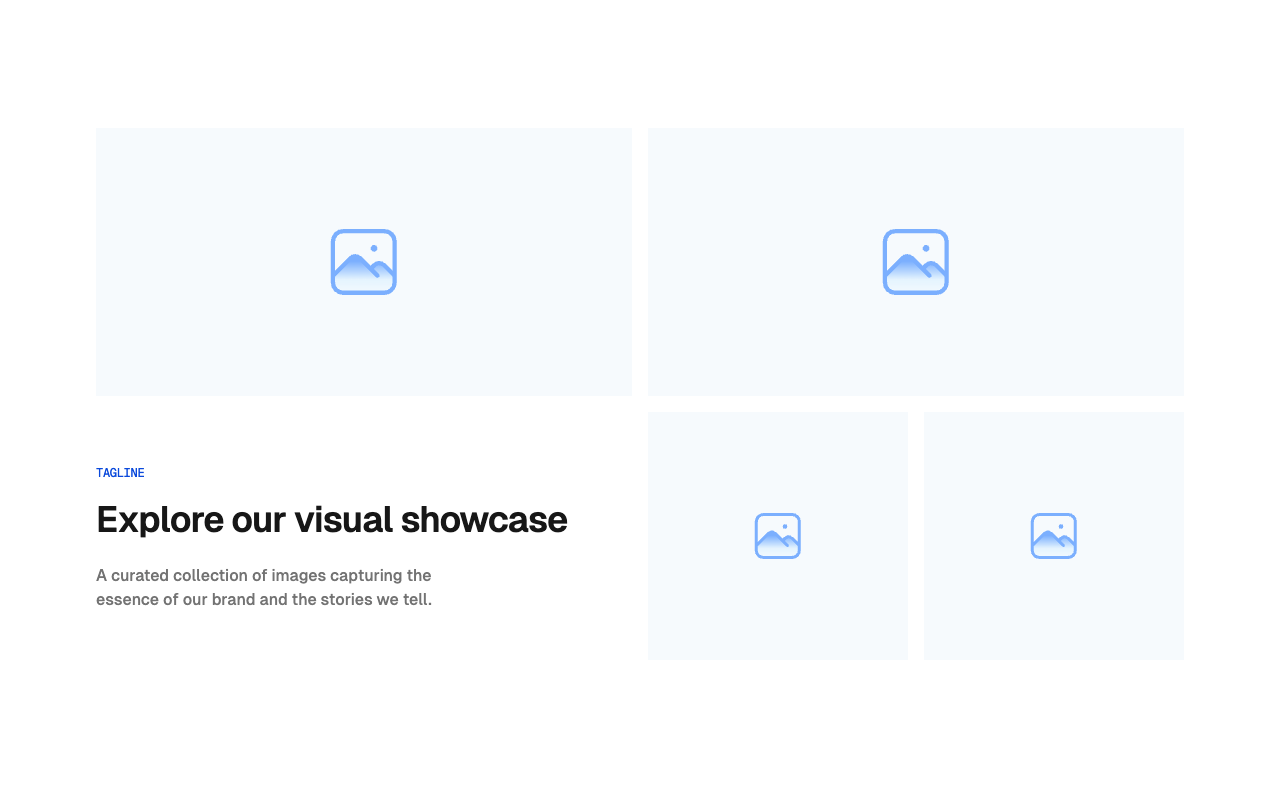 TAGLINE
Explore our visual showcase
A curated collection of images capturing the
essence of our brand and the stories we tell.